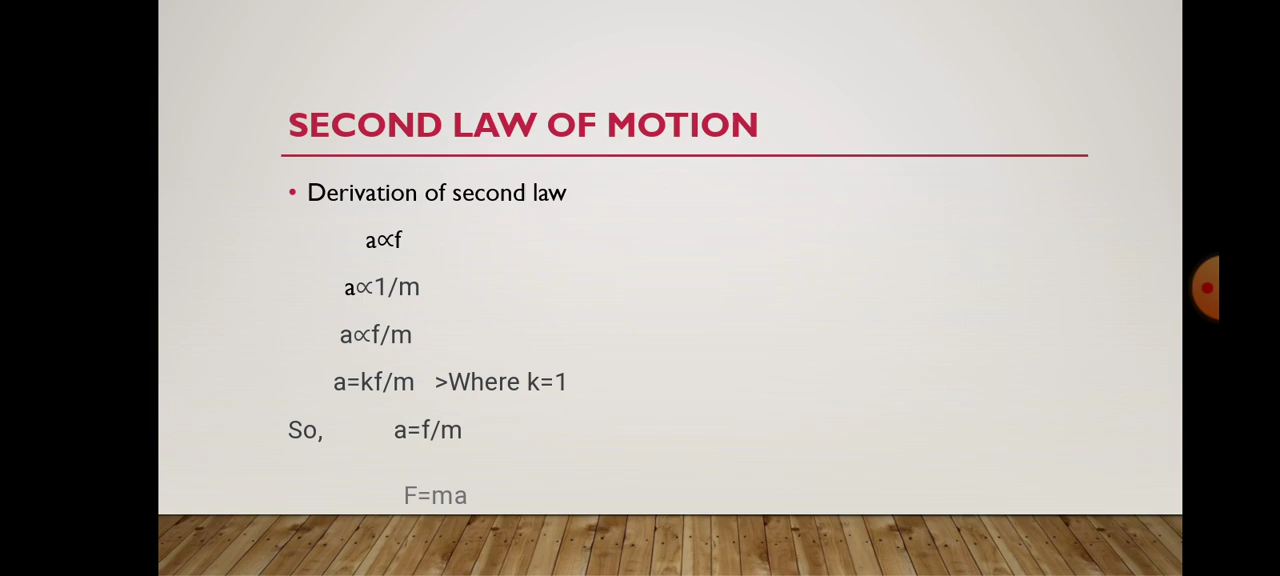 SECOND LAW OF MOTION
• Derivation of second law
a∝f
a∝1/m
a∝f/m
a=kf/m >Where k=1
So, a=f/m
F=ma